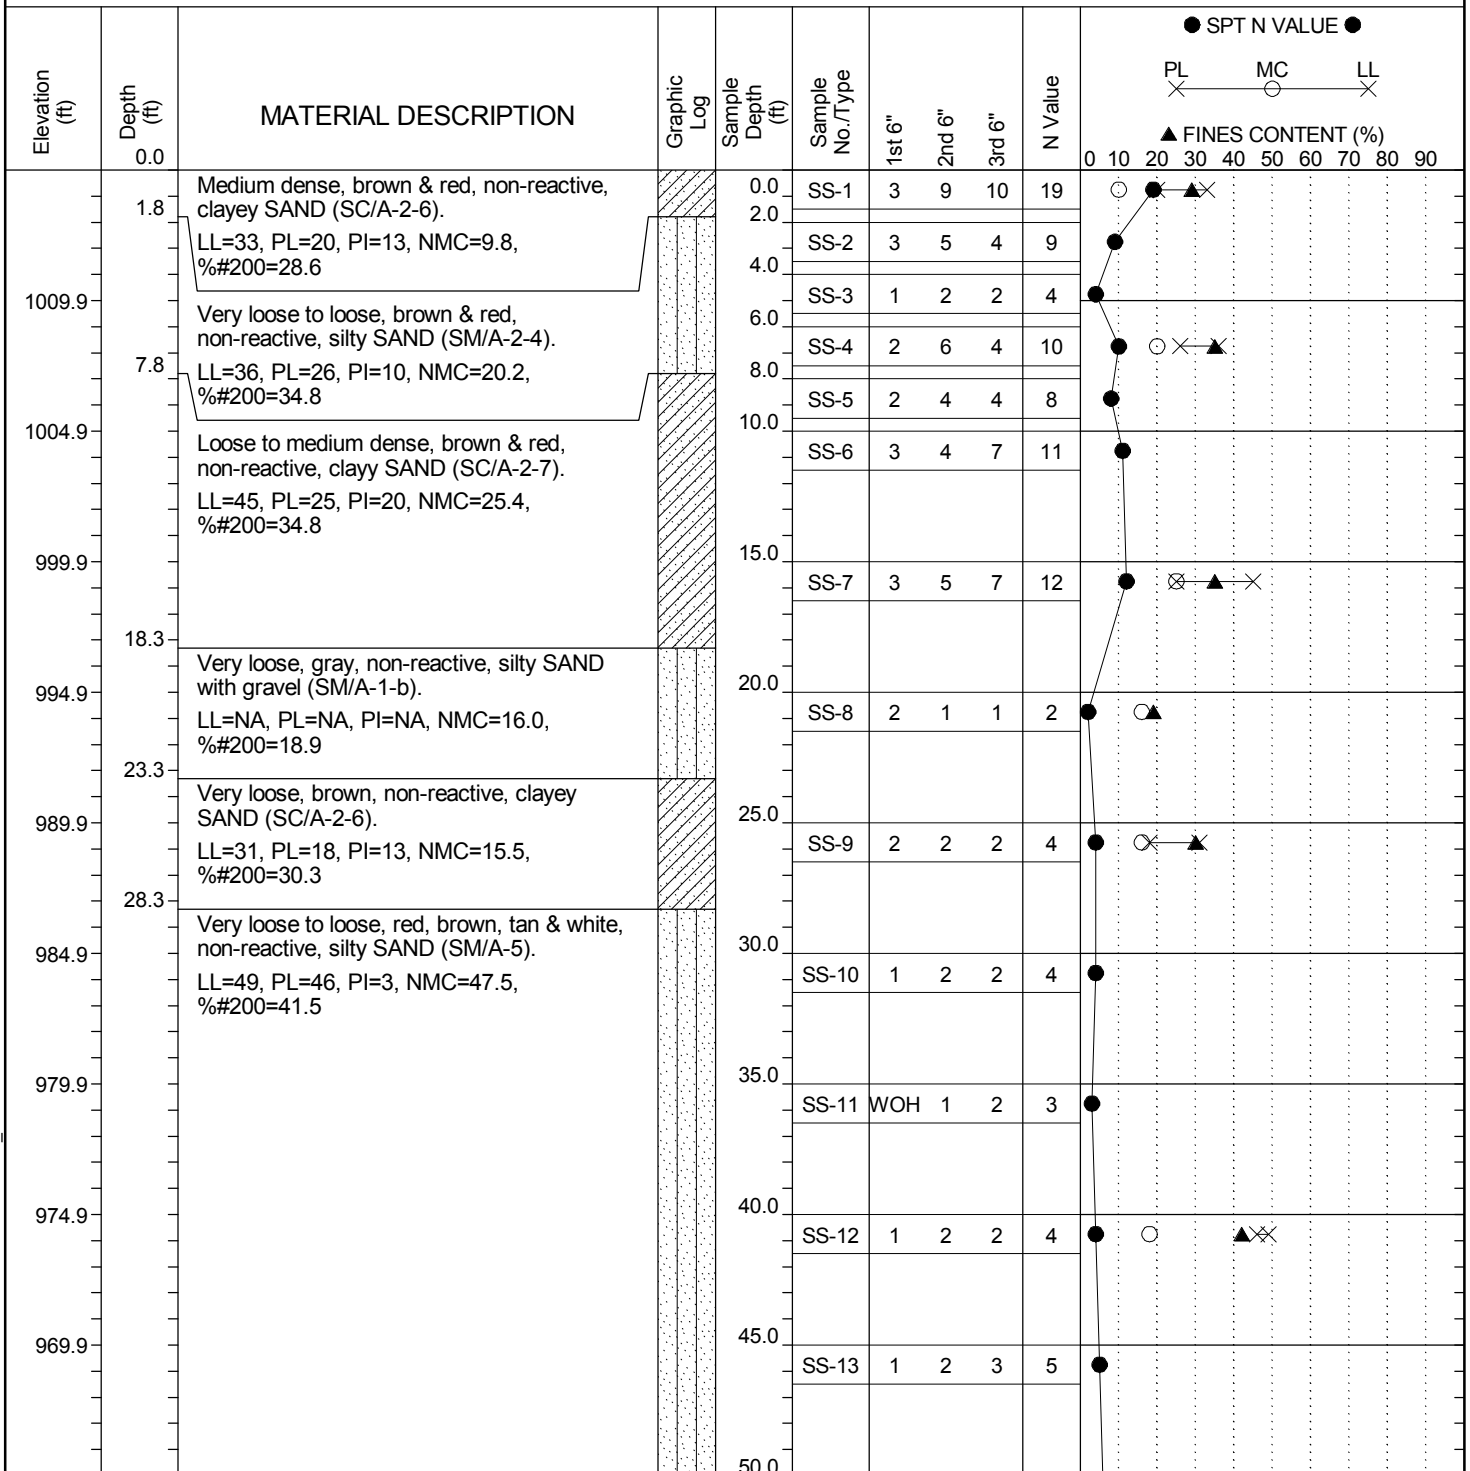 ● SPT N VALUE ●
PL MC LL
▲ FINES CONTENT (%)
0 10 20 30 40 50 60 70 80 90
Elevation (ft)
Depth (ft)
0.0
MATERIAL DESCRIPTION
Graphic Log
Sample Depth (ft)
Sample No./Type
1st 6"
2nd 6"
3rd 6"
N Value
Medium dense, brown & red, non-reactive,
clayey SAND (SC/A-2-6).
LL=33, PL=20, PI=13, NMC=9.8,
%#200=28.6
1.8
0.0
SS-1 3 9 10 19
2.0
SS-2 3 5 4 9
4.0
1009.9
SS-3 1 2 2 4
Very loose to loose, brown & red,
non-reactive, silty SAND (SM/A-2-4).
LL=36, PL=26, PI=10, NMC=20.2,
%#200=34.8
6.0
SS-4 2 6 4 10
7.8
8.0
SS-5 2 4 4 8
10.0
1004.9
Loose to medium dense, brown & red,
non-reactive, clayy SAND (SC/A-2-7).
LL=45, PL=25, PI=20, NMC=25.4,
%#200=34.8
SS-6 3 4 7 11
15.0
999.9
SS-7 3 5 7 12
18.3
Very loose, gray, non-reactive, silty SAND
with gravel (SM/A-1-b).
LL=NA, PL=NA, PI=NA, NMC=16.0,
%#200=18.9
20.0
994.9
SS-8 2 1 1 2
23.3
Very loose, brown, non-reactive, clayey
SAND (SC/A-2-6).
LL=31, PL=18, PI=13, NMC=15.5,
%#200=30.3
25.0
989.9
SS-9 2 2 2 4
28.3
Very loose to loose, red, brown, tan & white,
non-reactive, silty SAND (SM/A-5).
LL=49, PL=46, PI=3, NMC=47.5,
%#200=41.5
30.0
984.9
SS-10 1 2 2 4
35.0
979.9
SS-11 WOH 1 2 3
40.0
974.9
SS-12 1 2 2 4
45.0
969.9
SS-13 1 2 3 5
50.0